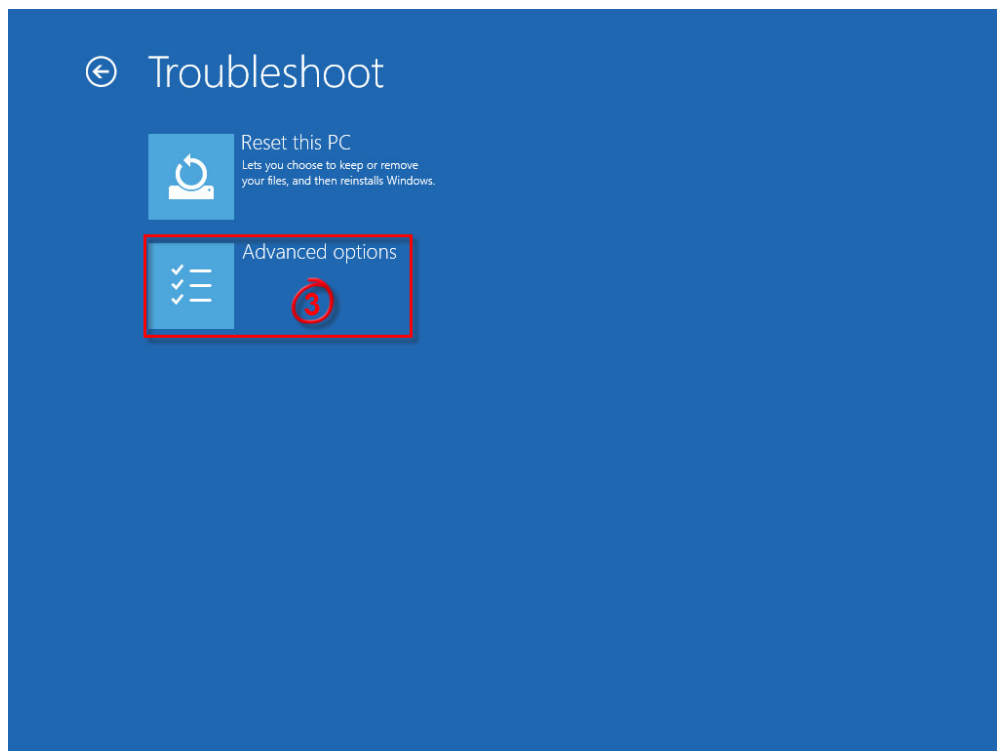 Troubleshoot
Reset this PC
Lets you choose to keep or remove
your files, and then reinstalls Windows.
Advanced options
3